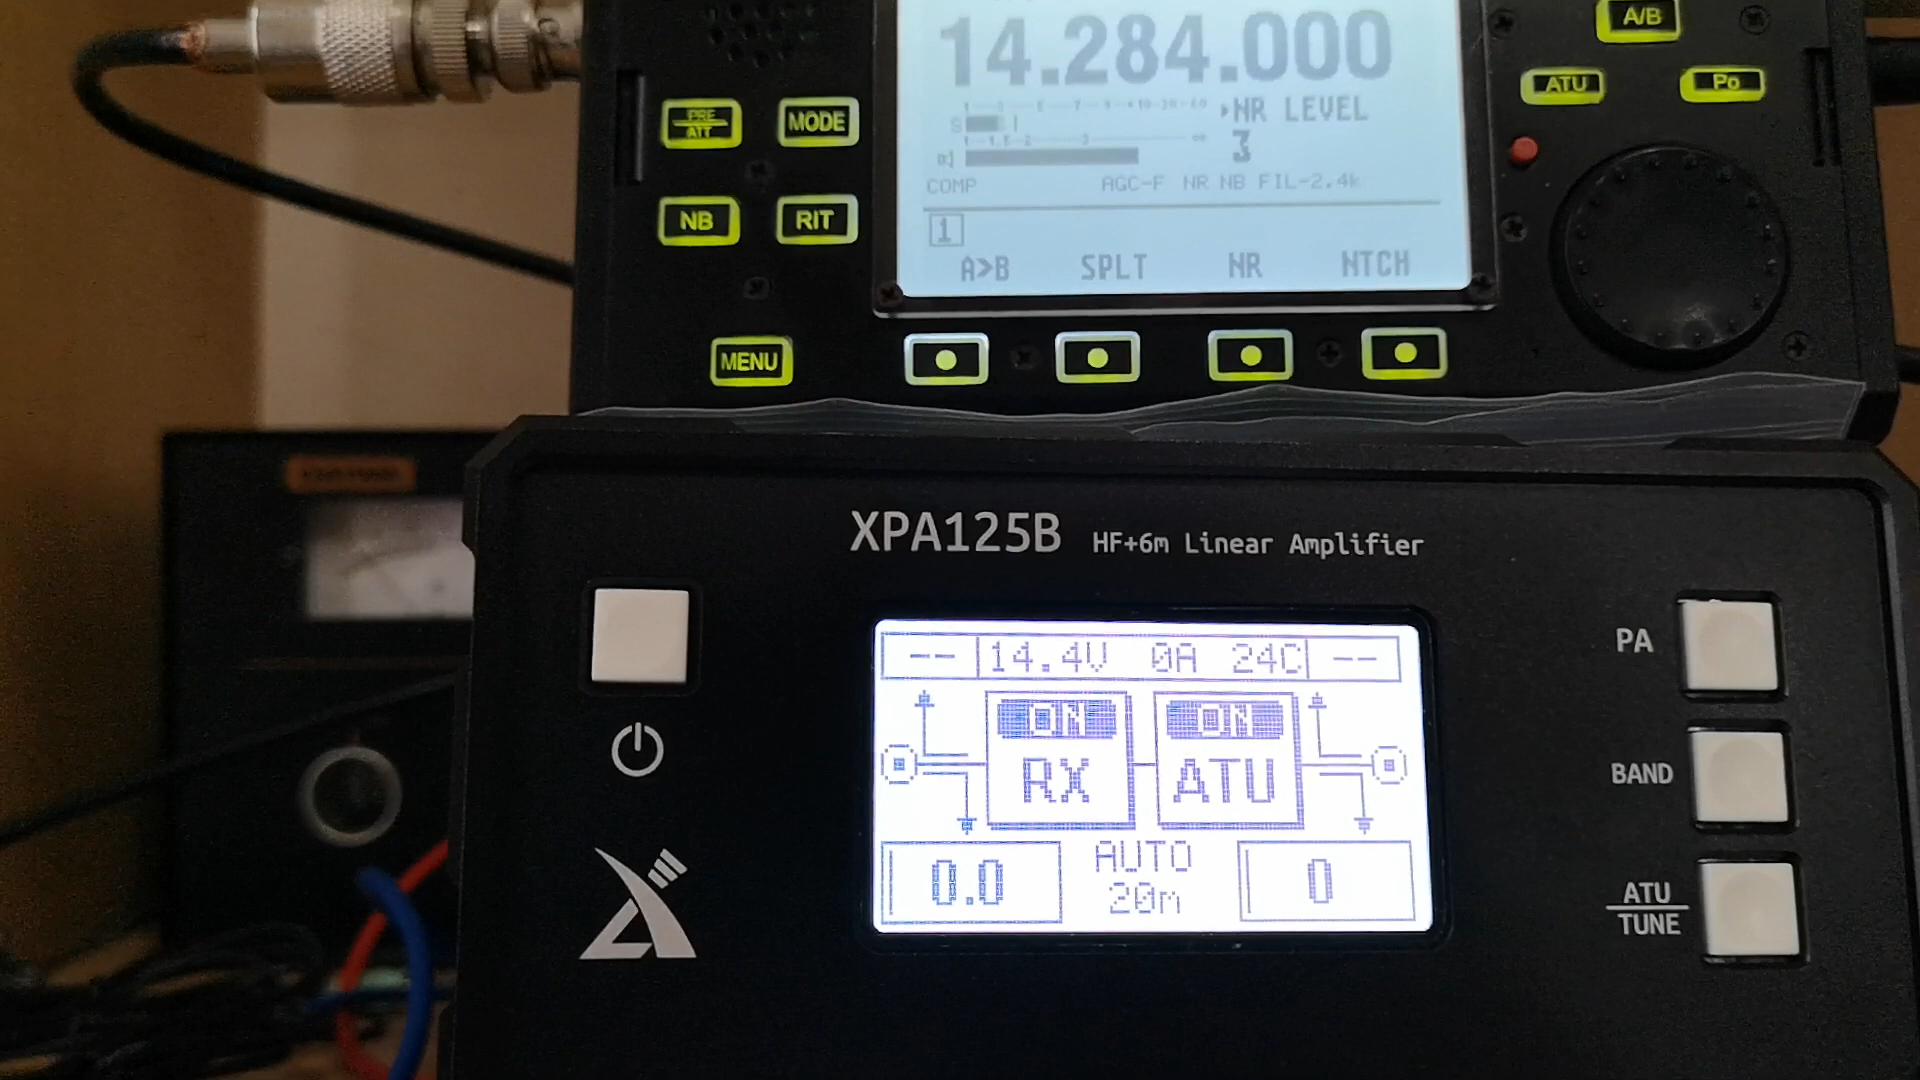 A/B
14.284.000
ATU
Po
PRE
ATT
MODE
NR LEVEL
S
3
COMP
AGC-F NR NB FIL-2.4k
NB
RIT
1
A>B
SPLT
NR
NTCH
MENU
XPA125B HF+6m Linear Amplifier
-- 14.4V 0A 24C --
ON ON
RX ATU
AUTO
0.0
0
20m
PA
BAND
ATU
TUNE